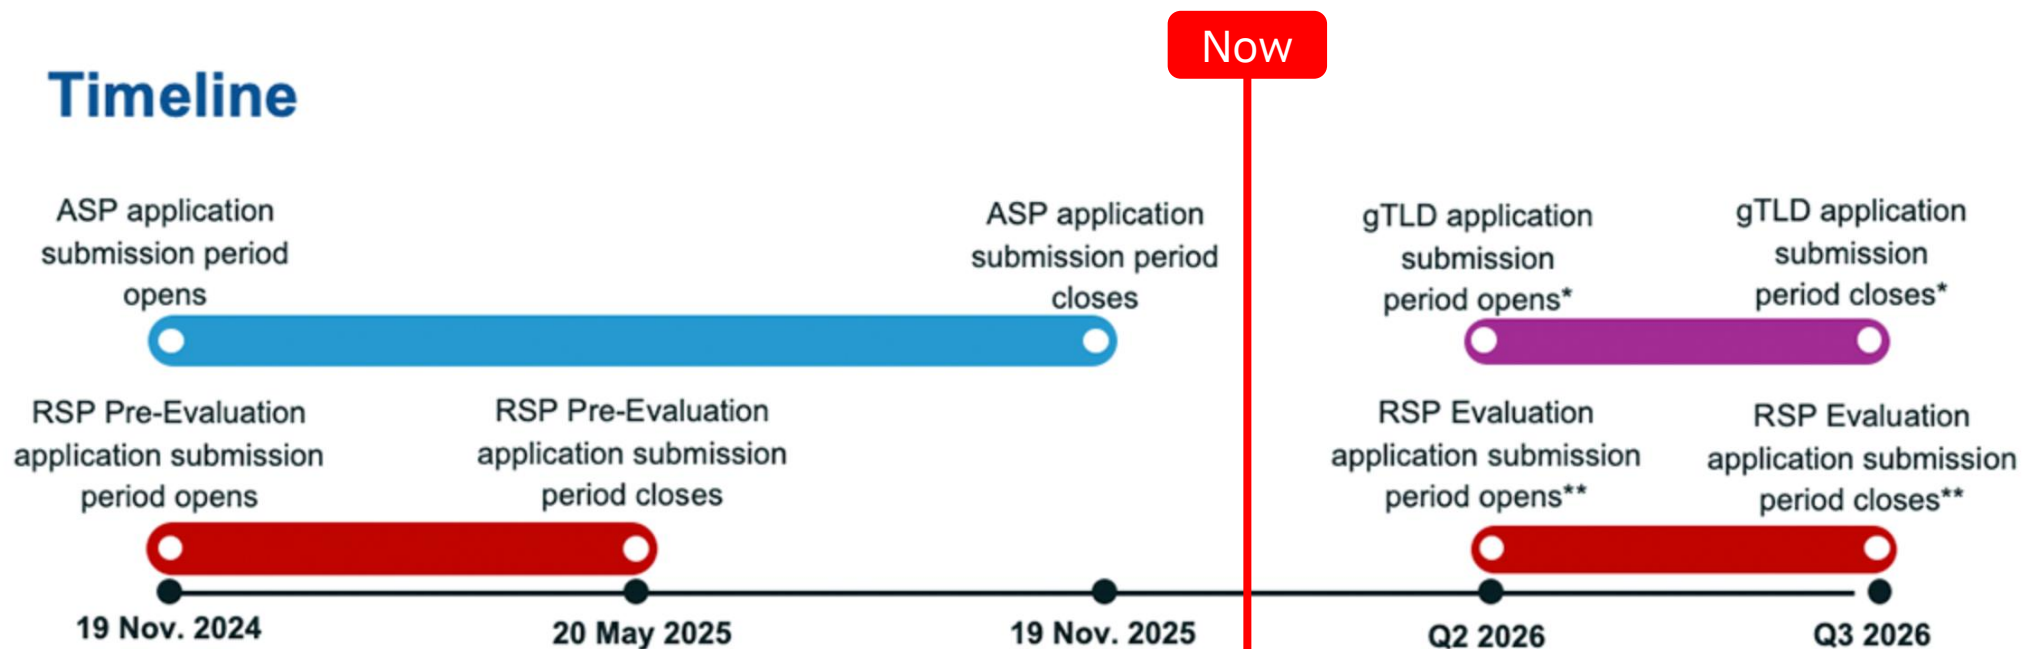 Now
Timeline
ASP application
submission period
opens
ASP application
submission period
closes
gTLD application
submission
period opens*
gTLD application
submission
period closes*
RSP Pre-Evaluation
application submission
period opens
RSP Pre-Evaluation
application submission
period closes
RSP Evaluation
application submission
period opens**
RSP Evaluation
application submission
period closes**
19 Nov. 2024
20 May 2025
19 Nov. 2025
Q2 2026
Q3 2026